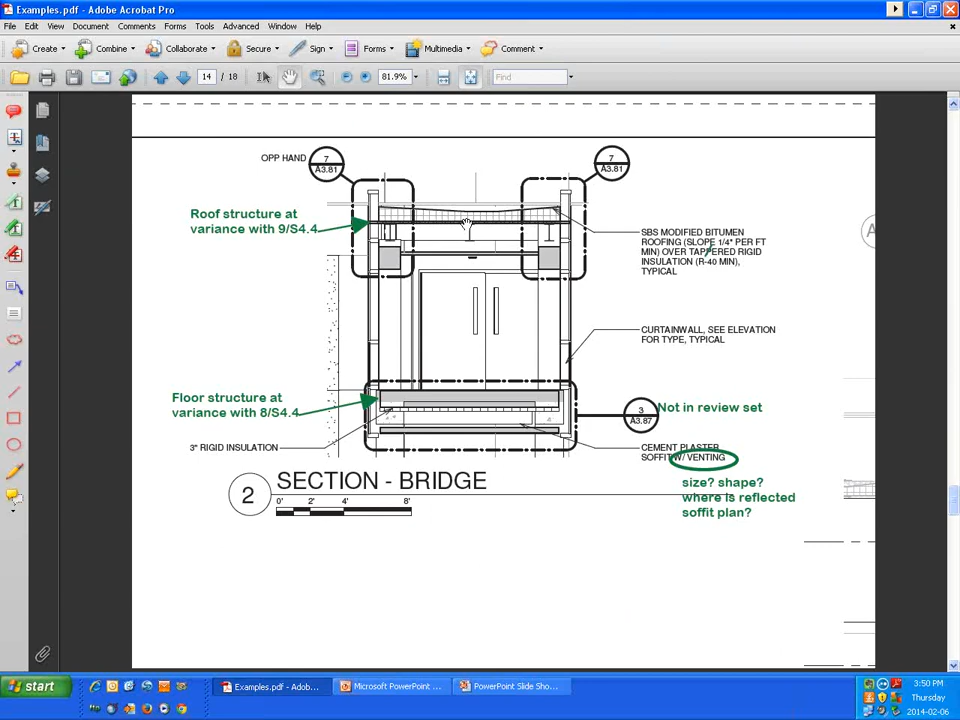 Examples.pdf - Adobe Acrobat Pro
File Edit View Document Comments Forms Tools Advanced Window Help
Create Combine Collaborate Secure Sign Forms Multimedia Comment
14 / 18 81.9% Find
OPP HAND
7
A3.81
7
A3.81
Roof structure at
variance with 9/S4.4
SBS MODIFIED BITUMEN
ROOFING (SLOPE 1/4" PER FT
MIN) OVER TAPPERED RIGID
INSULATION (R-40 MIN),
TYPICAL
CURTAINWALL, SEE ELEVATION
FOR TYPE, TYPICAL
Floor structure at
variance with 8/S4.4
3
A3.87
Not in review set
3" RIGID INSULATION
CEMENT PLASTER
SOFFIT W/ VENTING
2
SECTION - BRIDGE
0' 2' 4' 8'
size? shape?
where is reflected
soffit plan?
A
start
Examples.pdf - Adob...
Microsoft PowerPoint ...
PowerPoint Slide Sho...
3:50 PM
Thursday
2014-02-06